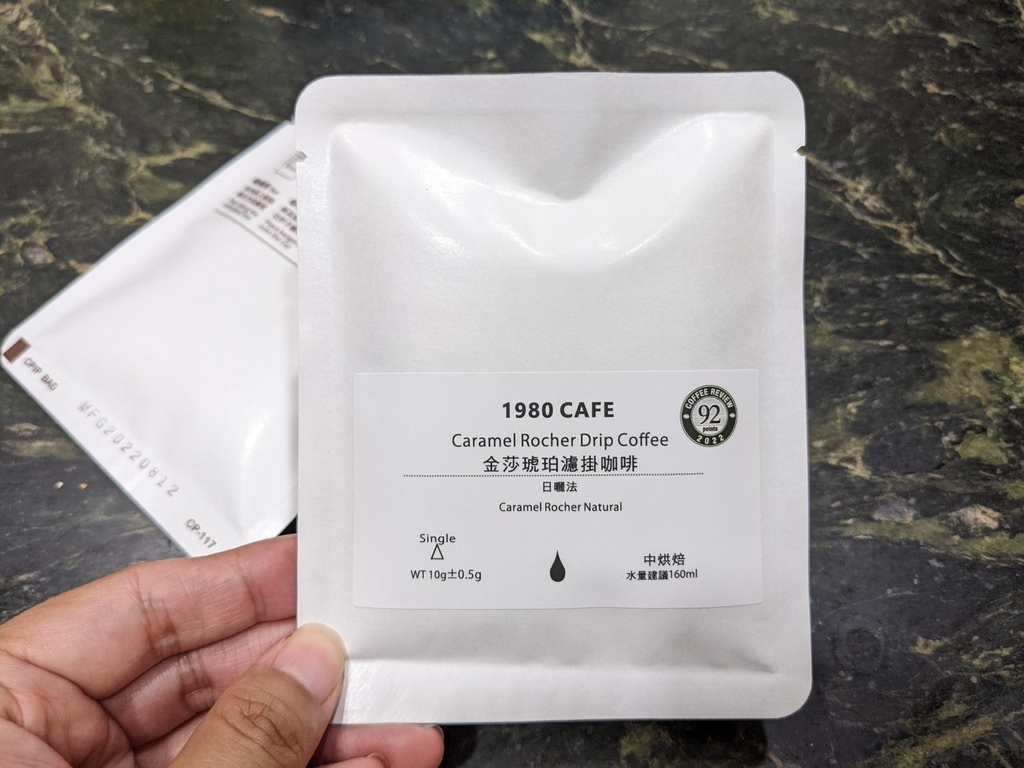 1980 CAFE
COFFEE REVIEW
92
points
2022
Caramel Rocher Drip Coffee
金莎琥珀濾掛咖啡
日曬法
Caramel Rocher Natural
Single
WT 10g±0.5g
中烘焙
水量建議160ml
DRIP BAG
MFG20220812
CP-117